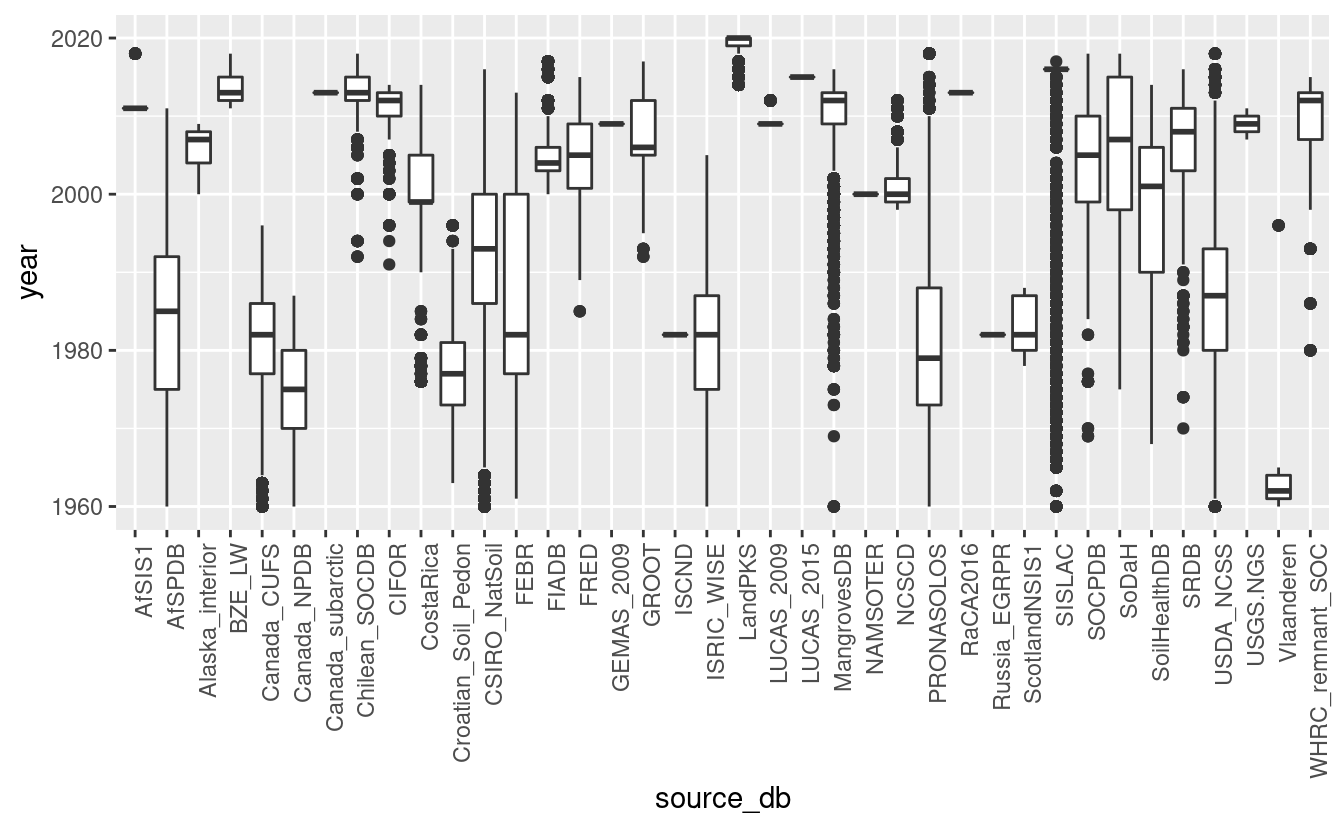 2020
2000
1980
1960
year
AfSIS1
AfSPDB
Alaska_interior
BZE_LW
Canada_CUFS
Canada_NPDB
Canada_subarctic
Chilean_SOCDB
CIFOR
CostaRica
Croatian_Soil_Pedon
CSIRO_NatSoil
FEBR
FIADB
FRED
GEMAS_2009
GROOT
ISCND
ISRIC_WISE
LandPKS
LUCAS_2009
LUCAS_2015
MangrovesDB
NAMSOTER
NCSCD
PRONASOLOS
RaCA2016
Russia_EGRPR
ScotlandNSIS1
SISLAC
SOCPDB
SoDaH
SoilHealthDB
SRDB
USDA_NCSS
USGS.NGS
Vlaanderen
WHRC_remnant_SOC
source_db